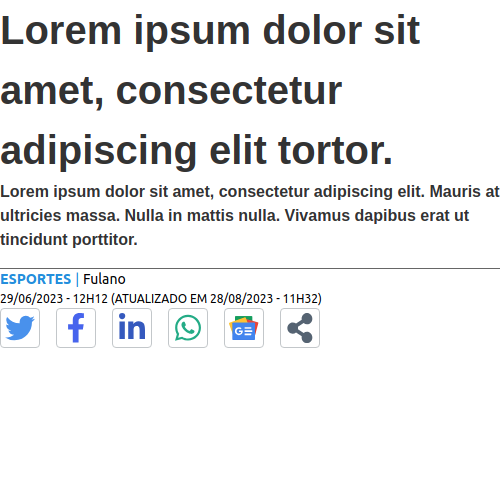 Lorem ipsum dolor sit
amet, consectetur
adipiscing elit tortor.
Lorem ipsum dolor sit amet, consectetur adipiscing elit. Mauris at
ultricies massa. Nulla in mattis nulla. Vivamus dapibus erat ut
tincidunt porttitor.
ESPORTES | Fulano
29/06/2023 - 12H12 (ATUALIZADO EM 28/08/2023 - 11H32)